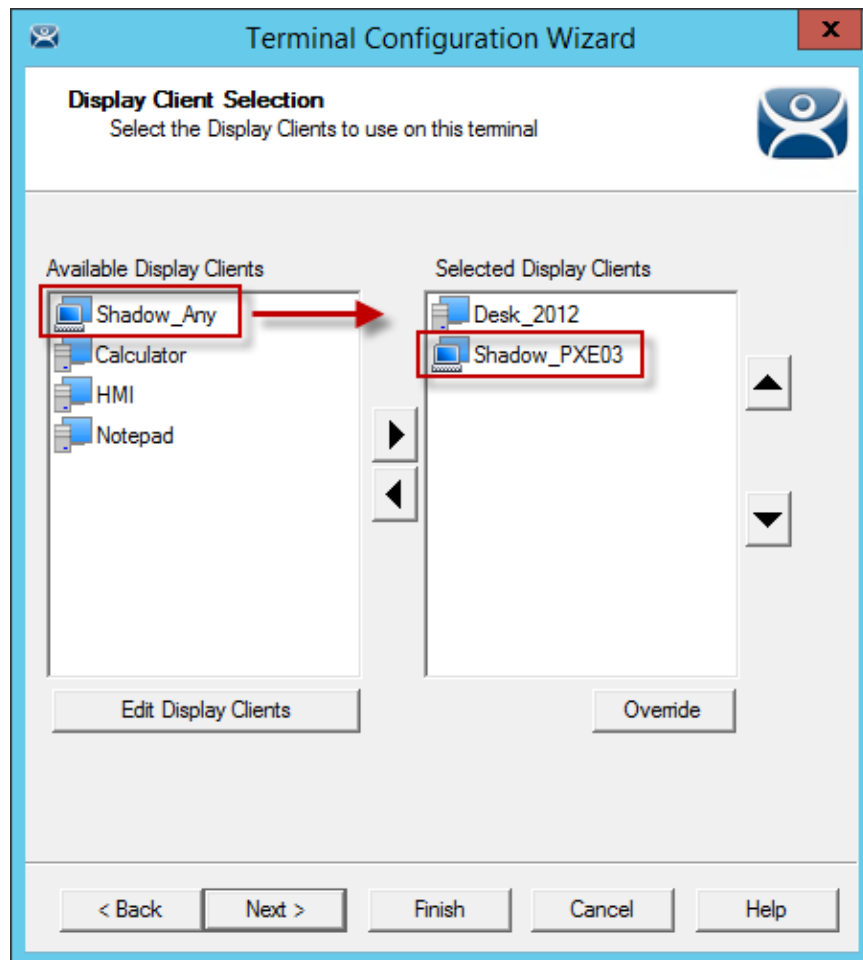 Terminal Configuration Wizard
x
Display Client Selection
Select the Display Clients to use on this terminal
Available Display Clients
Selected Display Clients
Shadow_Any
Calculator
HMI
Notepad
Desk_2012
Shadow_PXE03
Edit Display Clients
Override
< Back
Next >
Finish
Cancel
Help